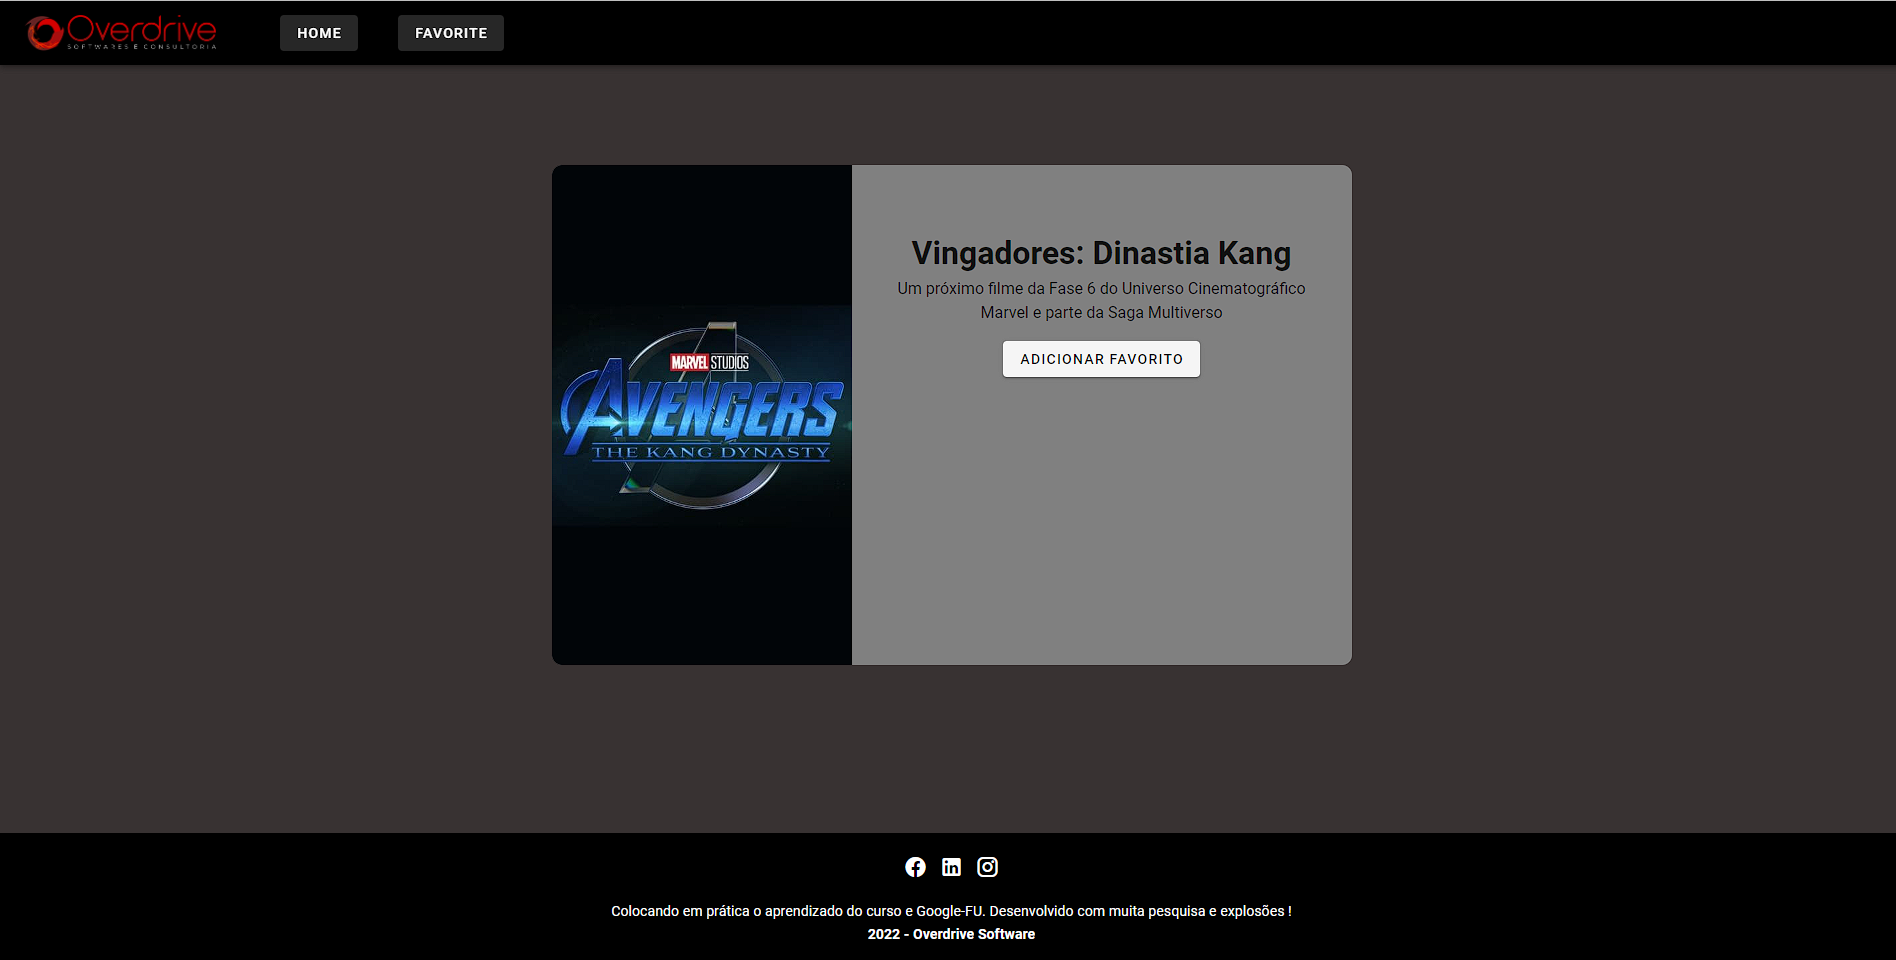 Overdrive
SOFTWARES E CONSULTORIA
HOME
FAVORITE
MARVEL STUDIOS
AVENGERS
THE KANG DYNASTY
Vingadores: Dinastia Kang
Um próximo filme da Fase 6 do Universo Cinematográfico
Marvel e parte da Saga Multiverso
ADICIONAR FAVORITO
Colocando em prática o aprendizado do curso e Google-FU. Desenvolvido com muita pesquisa e explosões !
2022 - Overdrive Software